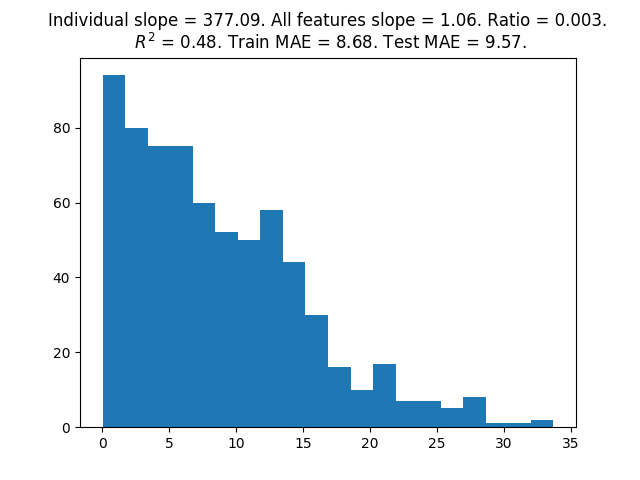 Individual slope = 377.09. All features slope = 1.06. Ratio = 0.003.
R² = 0.48. Train MAE = 8.68. Test MAE = 9.57.
80
60
40
20
0
0 5 10 15 20 25 30 35